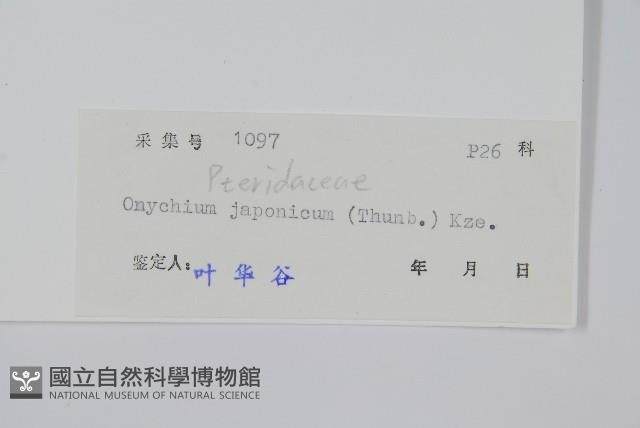 采集号 1097 P26 科
Pteridaceae
Onychium japonicum (Thunb.) Kze.
鉴定人: 叶华谷 年 月 日
國立自然科學博物館
NATIONAL MUSEUM OF NATURAL SCIENCE